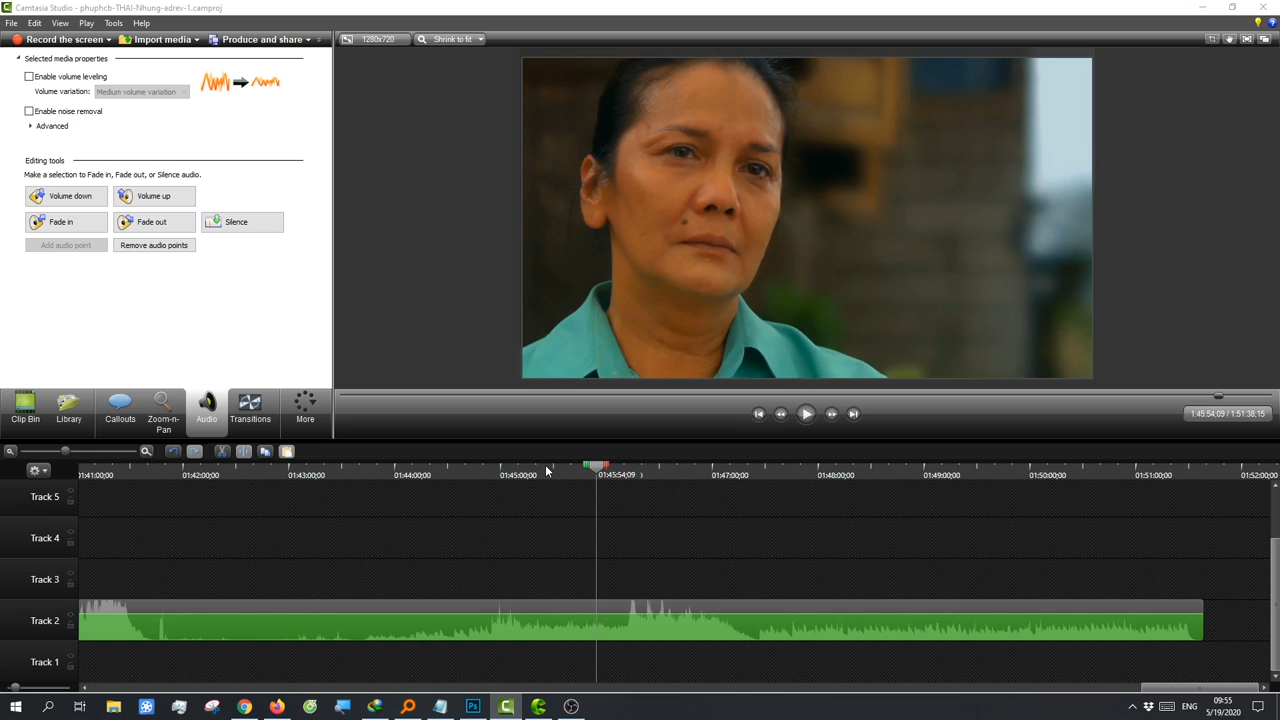 Camtasia Studio - phuphcb-THAI-Nhung-adrev-1.camproj
File Edit View Play Tools Help
Record the screen Import media Produce and share 1280x720 Shrink to fit
Selected media properties
Enable volume leveling
Volume variation: Medium volume variation
Enable noise removal
Advanced
Editing tools
Make a selection to Fade in, Fade out, or Silence audio.
Volume down Volume up
Fade in Fade out Silence
Add audio point Remove audio points
Clip Bin Library Callouts Zoom-n-Pan Audio Transitions More
1:45:54;09 / 1:51:38;15
01:41:00;00 01:42:00;00 01:43:00;00 01:44:00;00 01:45:00;00 01:45:54;09 01:47:00;00 01:48:00;00 01:49:00;00 01:50:00;00 01:51:00;00 01:52:00;00
Track 5
Track 4
Track 3
Track 2
Track 1
ENG
09:55
5/19/2020